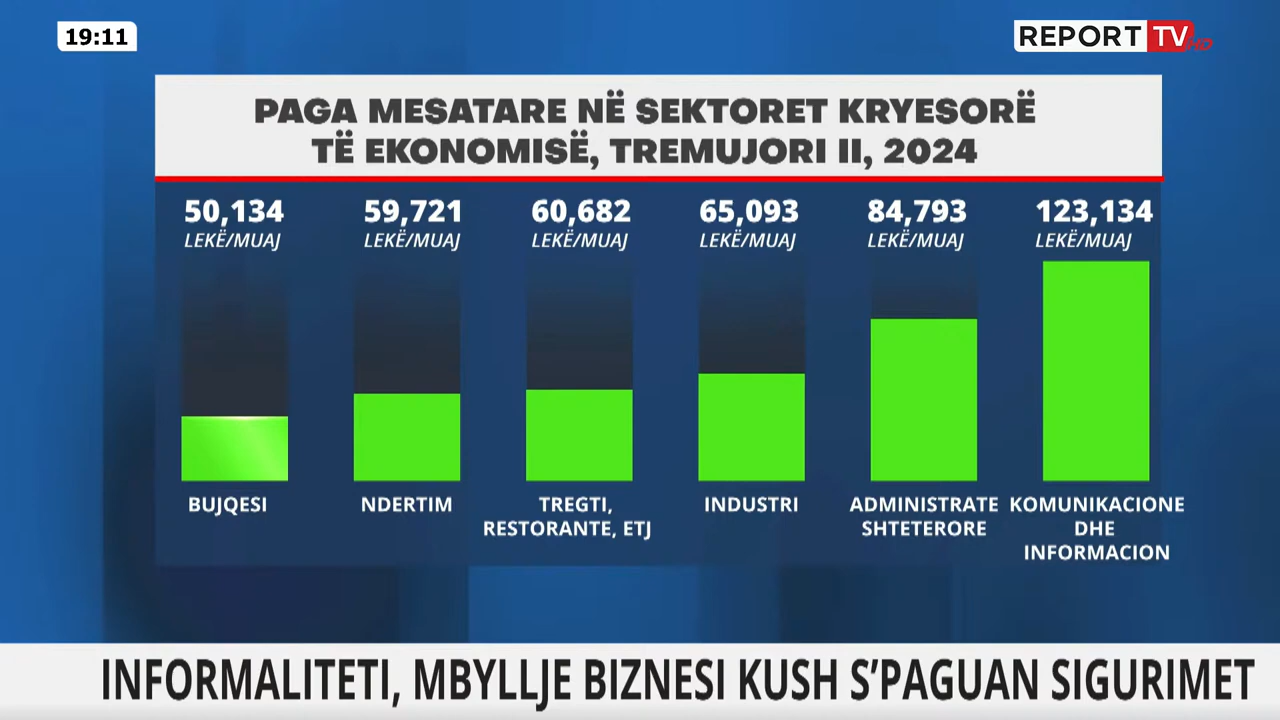 19:11
REPORT TV HD
PAGA MESATARE NË SEKTORET KRYESORË
TË EKONOMISË, TREMUJORI II, 2024
50,134
LEKË/MUAJ
59,721
LEKË/MUAJ
60,682
LEKË/MUAJ
65,093
LEKË/MUAJ
84,793
LEKË/MUAJ
123,134
LEKË/MUAJ
BUJQESI
NDERTIM
TREGTI,
RESTORANTE, ETJ
INDUSTRI
ADMINISTRATE
SHTETERORE
KOMUNIKACIONE
DHE
INFORMACION
INFORMALITETI, MBYLLJE BIZNESI KUSH S’PAGUAN SIGURIMET